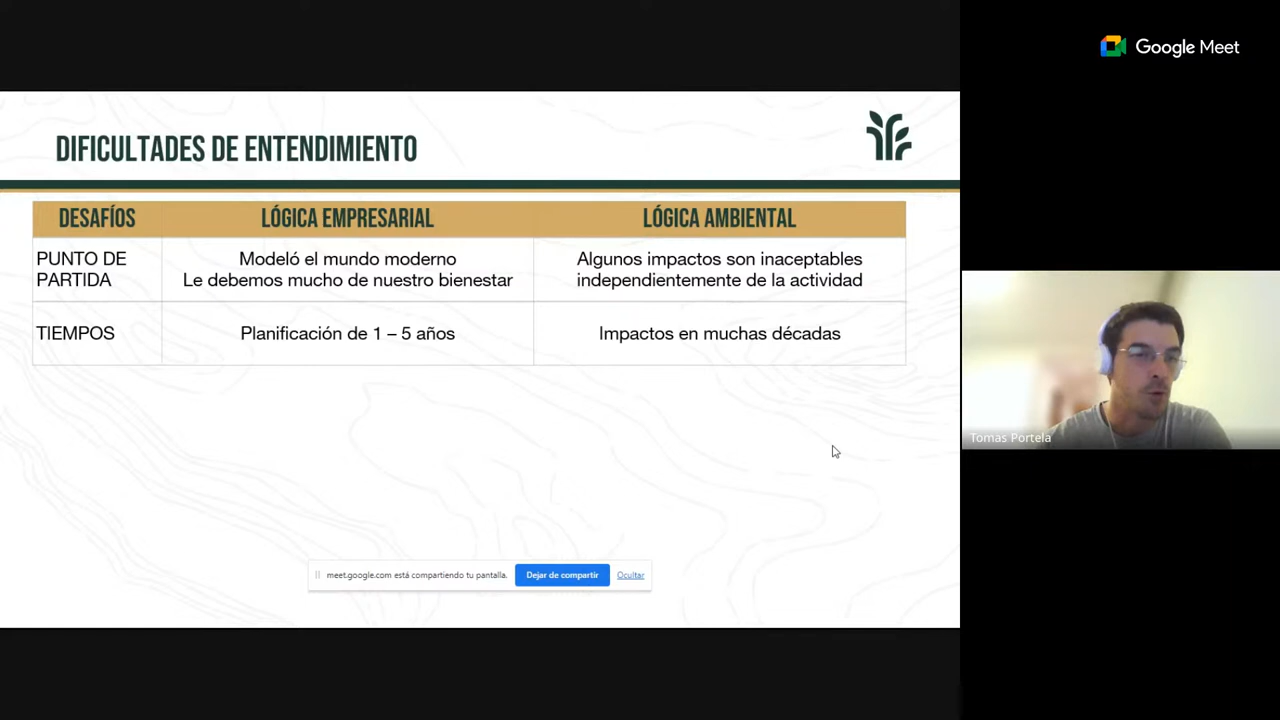 Google Meet
DIFICULTADES DE ENTENDIMIENTO
DESAFÍOS
LÓGICA EMPRESARIAL
LÓGICA AMBIENTAL
PUNTO DE
PARTIDA
Modeló el mundo moderno
Le debemos mucho de nuestro bienestar
Algunos impactos son inaceptables
independientemente de la actividad
TIEMPOS
Planificación de 1 – 5 años
Impactos en muchas décadas
Tomas Portela
meet.google.com está compartiendo tu pantalla.
Dejar de compartir
Ocultar